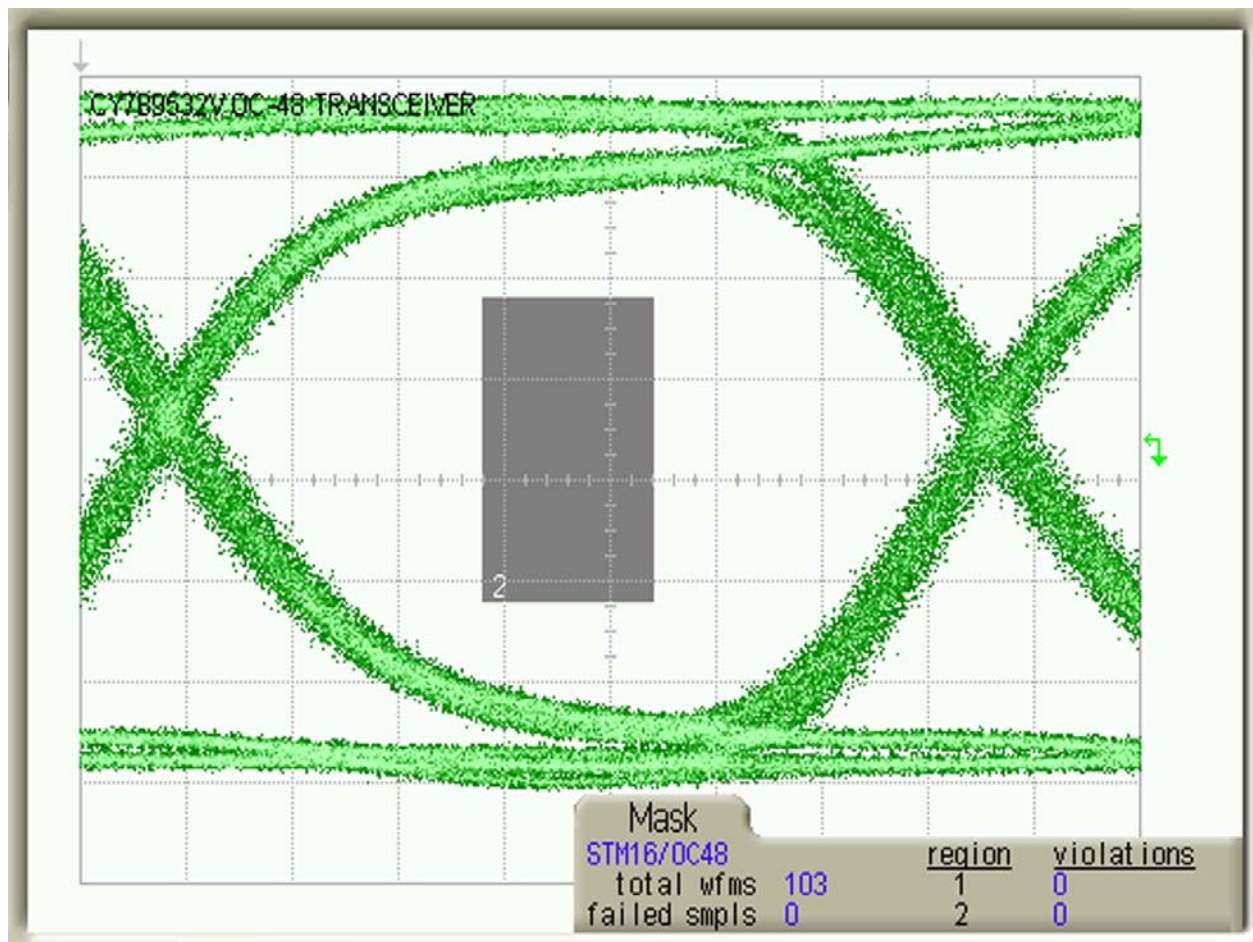 CY7B9532V OC-48 TRANSCEIVER
2
Mask
STM16/OC48 region violations
total wfms 103 1 0
failed smpls 0 2 0